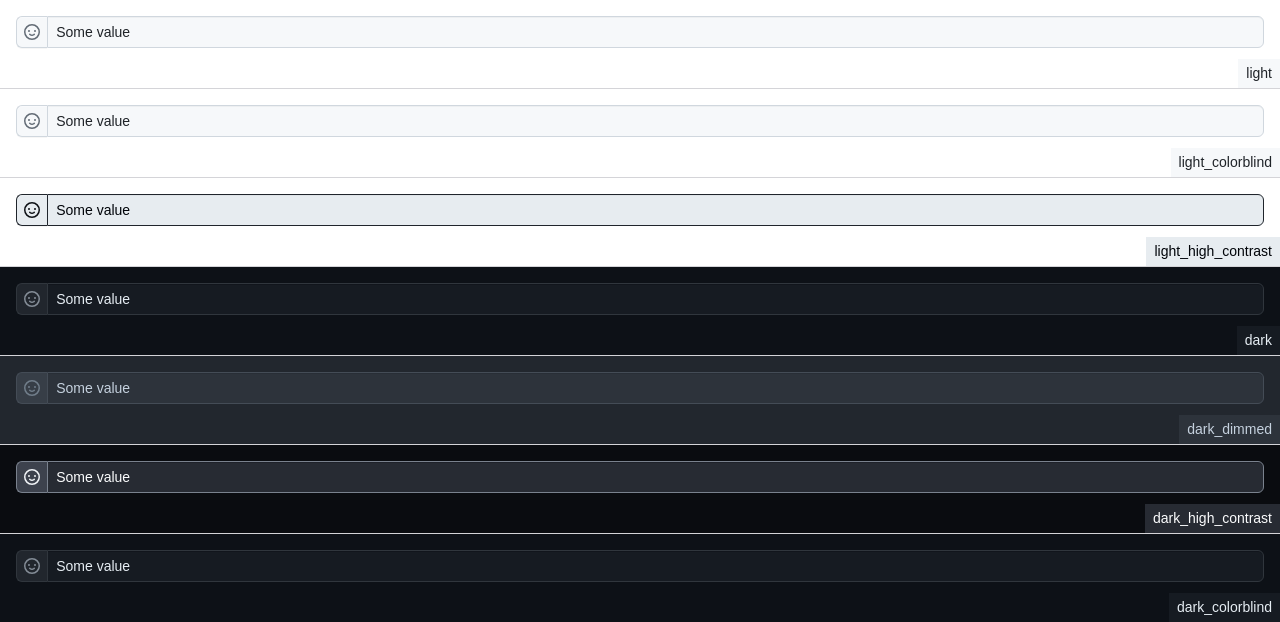 Some value
light
Some value
light_colorblind
Some value
light_high_contrast
Some value
dark
Some value
dark_dimmed
Some value
dark_high_contrast
Some value
dark_colorblind